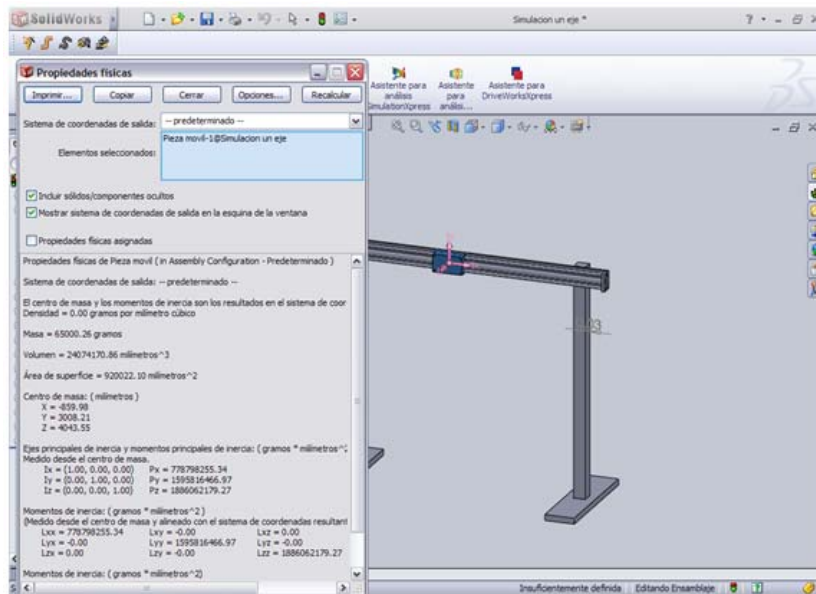 SolidWorks
Simulacion un eje *
Propiedades físicas
Imprimir... Copiar Cerrar Opciones... Recalcular
Asistente para análisis SimulationXpress
Asistente para análisi...
Asistente para DriveWorksXpress
Sistema de coordenadas de salida: -- predeterminado --
Elementos seleccionados: Pieza movil-1@Simulacion un eje
Incluir sólidos/componentes ocultos
Mostrar sistema de coordenadas de salida en la esquina de la ventana
Propiedades físicas asignadas
Propiedades físicas de Pieza movil ( in Assembly Configuration - Predeterminado )
Sistema de coordenadas de salida: -- predeterminado --
El centro de masa y los momentos de inercia son los resultados en el sistema de coor
Densidad = 0.00 gramos por milímetro cúbico
Masa = 65000.26 gramos
Volumen = 24074170.86 milímetros^3
Área de superficie = 920022.10 milímetros^2
Centro de masa: ( milímetros )
X = -859.98
Y = 3008.21
Z = 4043.55
Ejes principales de inercia y momentos principales de inercia: ( gramos * milímetros^2
Medido desde el centro de masa.
Ix = (1.00, 0.00, 0.00) Px = 778798255.34
Iy = (0.00, 1.00, 0.00) Py = 1595816466.97
Iz = (0.00, 0.00, 1.00) Pz = 1886062179.27
Momentos de inercia: ( gramos * milímetros^2 )
(Medido desde el centro de masa y alineado con el sistema de coordenadas resultant
Lxx = 778798255.34 Lxy = -0.00 Lxz = 0.00
Lyx = -0.00 Lyy = 1595816466.97 Lyz = -0.00
Lzx = 0.00 Lzy = -0.00 Lzz = 1886062179.27
Momentos de inercia: ( gramos * milímetros^2)
Insuficientemente definida Editando Ensamblaje